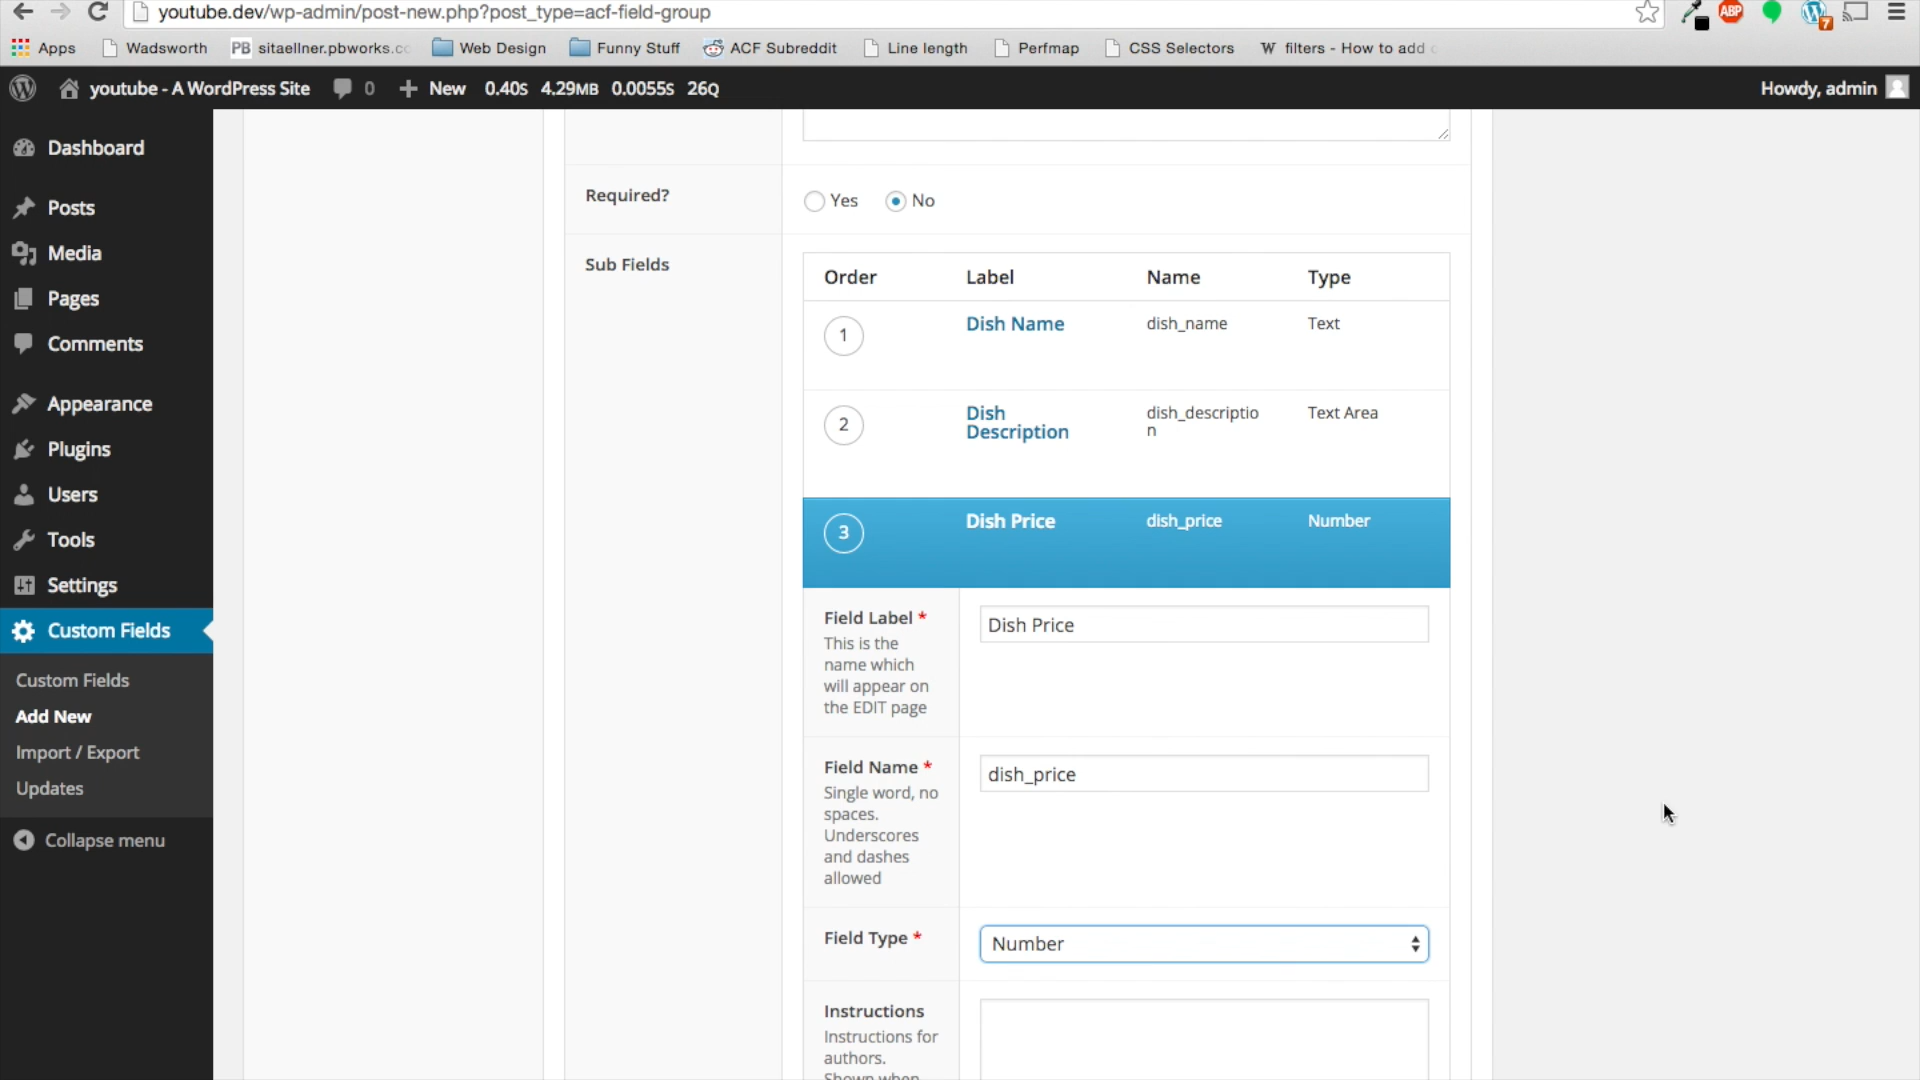 youtube.dev/wp-admin/post-new.php?post_type=acf-field-group
ABP
7
Apps
Wadsworth
PB sitaellner.pbworks.cc
Web Design
Funny Stuff
ACF Subreddit
Line length
Perfmap
CSS Selectors
W filters - How to add
youtube - A WordPress Site
0
New
0.40S 4.29MB 0.0055S 26Q
Howdy, admin
Dashboard
Posts
Media
Pages
Comments
Appearance
Plugins
Users
Tools
Settings
Custom Fields
Custom Fields
Add New
Import / Export
Updates
Collapse menu
Required?
Yes
No
Sub Fields
Order Label Name Type
1 Dish Name dish_name Text
2 Dish dish_descriptio Text Area
Description n
3 Dish Price dish_price Number
Field Label *
This is the
name which
will appear on
the EDIT page
Dish Price
Field Name *
Single word, no
spaces.
Underscores
and dashes
allowed
dish_price
Field Type *
Number
Instructions
Instructions for
authors.
Shown when